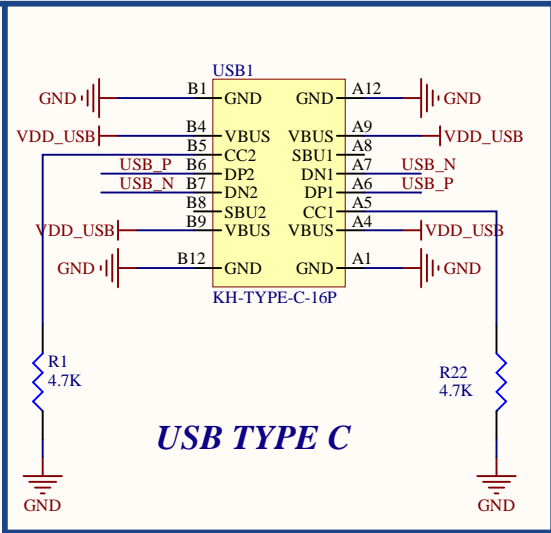 USB1
GND B1 GND GND A12 GND
VDD_USB B4 VBUS VBUS A9 VDD_USB
B5 CC2 SBU1 A8
USB_P B6 DP2 DN1 A7 USB_N
USB_N B7 DN2 DP1 A6 USB_P
B8 SBU2 CC1 A5
VDD_USB B9 VBUS VBUS A4 VDD_USB
GND B12 GND GND A1 GND
KH-TYPE-C-16P
R1
4.7K
R22
4.7K
USB TYPE C
GND GND